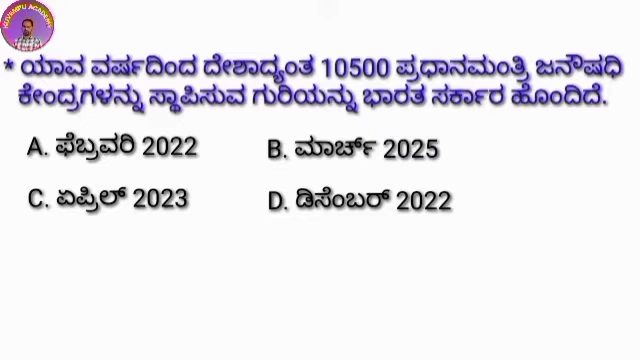 * ಯಾವ ವರ್ಷದಿಂದ ದೇಶಾದ್ಯಂತ 10500 ಪ್ರಧಾನಮಂತ್ರಿ ಜನೌಷಧಿ
ಕೇಂದ್ರಗಳನ್ನು ಸ್ಥಾಪಿಸುವ ಗುರಿಯನ್ನು ಭಾರತ ಸರ್ಕಾರ ಹೊಂದಿದೆ.
A. ಫೆಬ್ರವರಿ 2022 B. ಮಾರ್ಚ್ 2025
C. ಏಪ್ರಿಲ್ 2023 D. ಡಿಸೆಂಬರ್ 2022